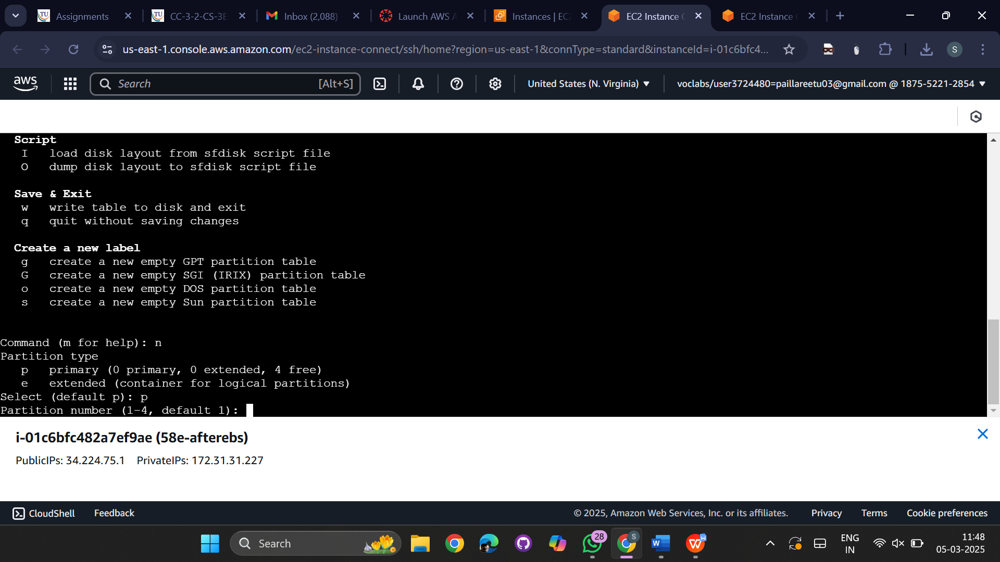 Assignments
CC-3-2-CS-3E
Inbox (2,088) -
Launch AWS A
Instances | EC2
EC2 Instance C
EC2 Instance C
us-east-1.console.aws.amazon.com/ec2-instance-connect/ssh/home?region=us-east-1&connType=standard&instanceId=i-01c6bfc4...
S
aws
Search
[Alt+S]
United States (N. Virginia)
voclabs/user3724480=paillareetu03@gmail.com @ 1875-5221-2854
Script
I load disk layout from sfdisk script file
O dump disk layout to sfdisk script file
Save & Exit
w write table to disk and exit
q quit without saving changes
Create a new label
g create a new empty GPT partition table
G create a new empty SGI (IRIX) partition table
o create a new empty DOS partition table
s create a new empty Sun partition table
Command (m for help): n
Partition type
p primary (0 primary, 0 extended, 4 free)
e extended (container for logical partitions)
Select (default p): p
Partition number (1-4, default 1):
i-01c6bfc482a7ef9ae (58e-afterebs)
PublicIPs: 34.224.75.1 PrivateIPs: 172.31.31.227
CloudShell
Feedback
© 2025, Amazon Web Services, Inc. or its affiliates.
Privacy
Terms
Cookie preferences
Search
28
S
ENG
IN
11:48
05-03-2025